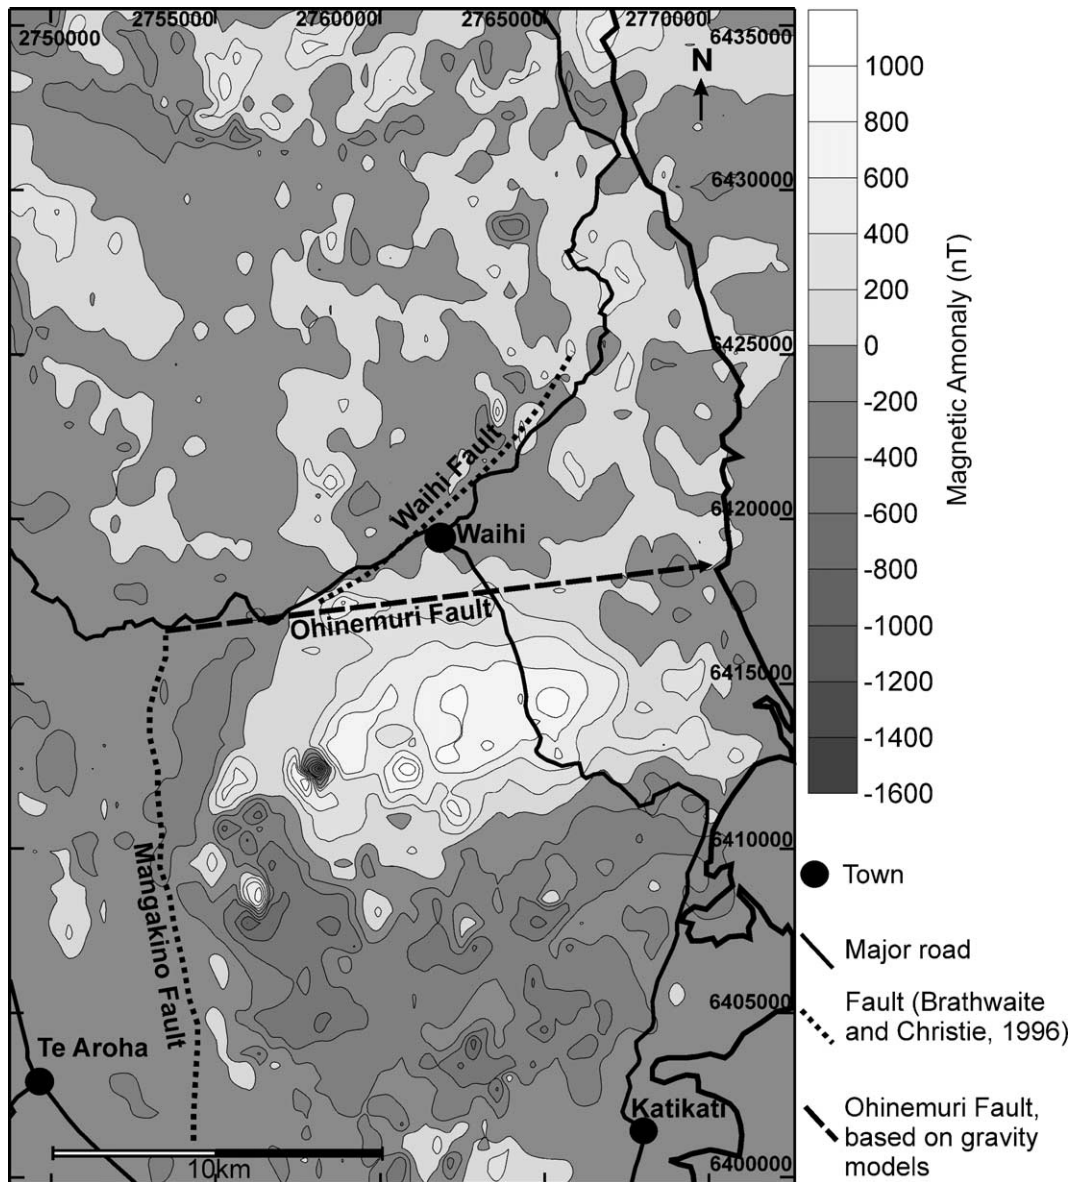 2755000 2760000 2765000 2770000
2750000
6435000
N
6430000
6425000
Waihi Fault
6420000
Waihi
Ohinemuri Fault
6415000
6410000
Mangakino Fault
6405000
Te Aroha
Katikati
10km
6400000
1000
800
600
400
200
0
-200
-400
-600
-800
-1000
-1200
-1400
-1600
Magnetic Amonaly (nT)
Town
Major road
Fault (Brathwaite
and Christie, 1996)
Ohinemuri Fault,
based on gravity
models